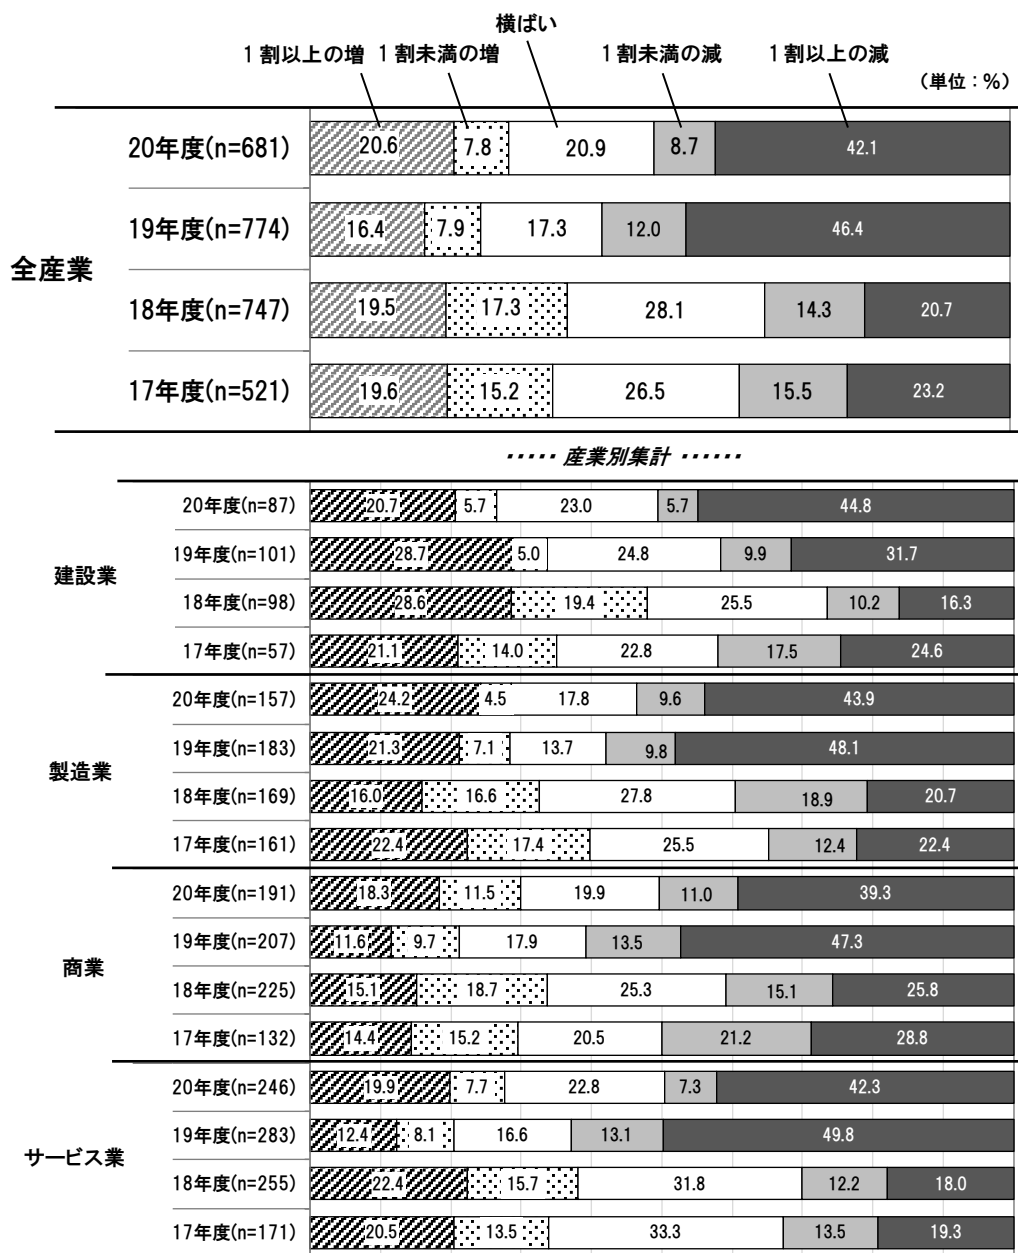 横ばい
１割以上の増 １割未満の増 １割未満の減 １割以上の減
（単位：％）
全産業
20年度(n=681) 20.6 7.8 20.9 8.7 42.1
19年度(n=774) 16.4 7.9 17.3 12.0 46.4
18年度(n=747) 19.5 17.3 28.1 14.3 20.7
17年度(n=521) 19.6 15.2 26.5 15.5 23.2
･････ 産業別集計 ･･････
建設業
20年度(n=87) 20.7 5.7 23.0 5.7 44.8
19年度(n=101) 28.7 5.0 24.8 9.9 31.7
18年度(n=98) 28.6 19.4 25.5 10.2 16.3
17年度(n=57) 21.1 14.0 22.8 17.5 24.6
製造業
20年度(n=157) 24.2 4.5 17.8 9.6 43.9
19年度(n=183) 21.3 7.1 13.7 9.8 48.1
18年度(n=169) 16.0 16.6 27.8 18.9 20.7
17年度(n=161) 22.4 17.4 25.5 12.4 22.4
商業
20年度(n=191) 18.3 11.5 19.9 11.0 39.3
19年度(n=207) 11.6 9.7 17.9 13.5 47.3
18年度(n=225) 15.1 18.7 25.3 15.1 25.8
17年度(n=132) 14.4 15.2 20.5 21.2 28.8
サービス業
20年度(n=246) 19.9 7.7 22.8 7.3 42.3
19年度(n=283) 12.4 8.1 16.6 13.1 49.8
18年度(n=255) 22.4 15.7 31.8 12.2 18.0
17年度(n=171) 20.5 13.5 33.3 13.5 19.3